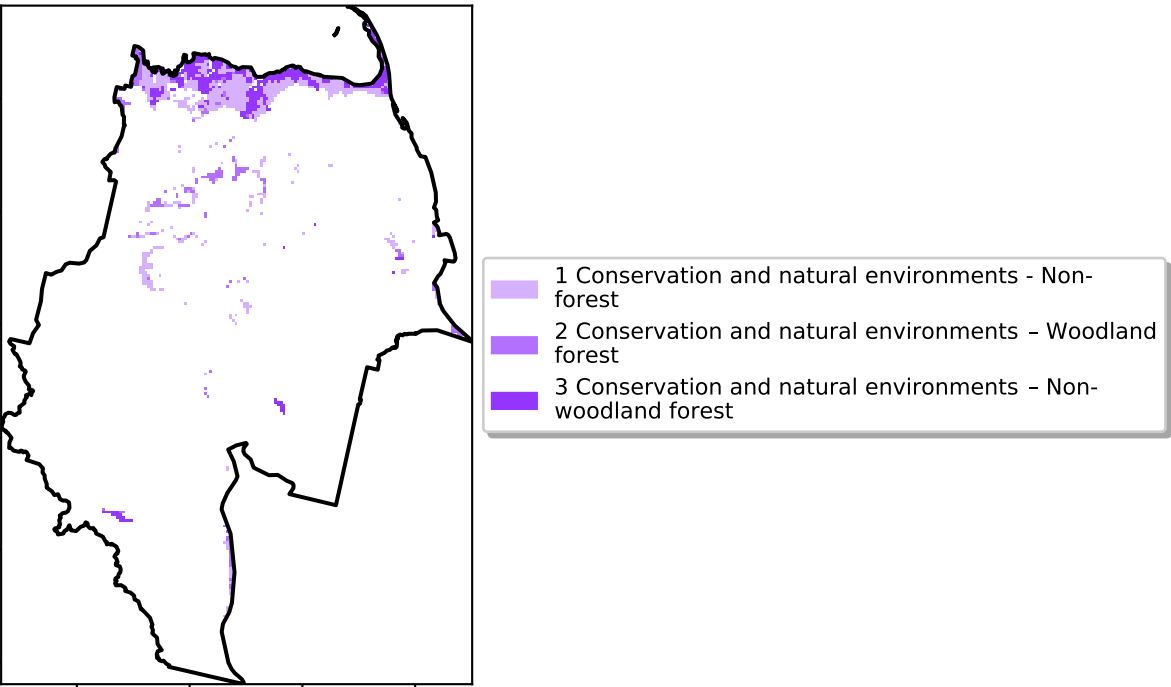 1 Conservation and natural environments - Non-
forest
2 Conservation and natural environments – Woodland
forest
3 Conservation and natural environments – Non-
woodland forest